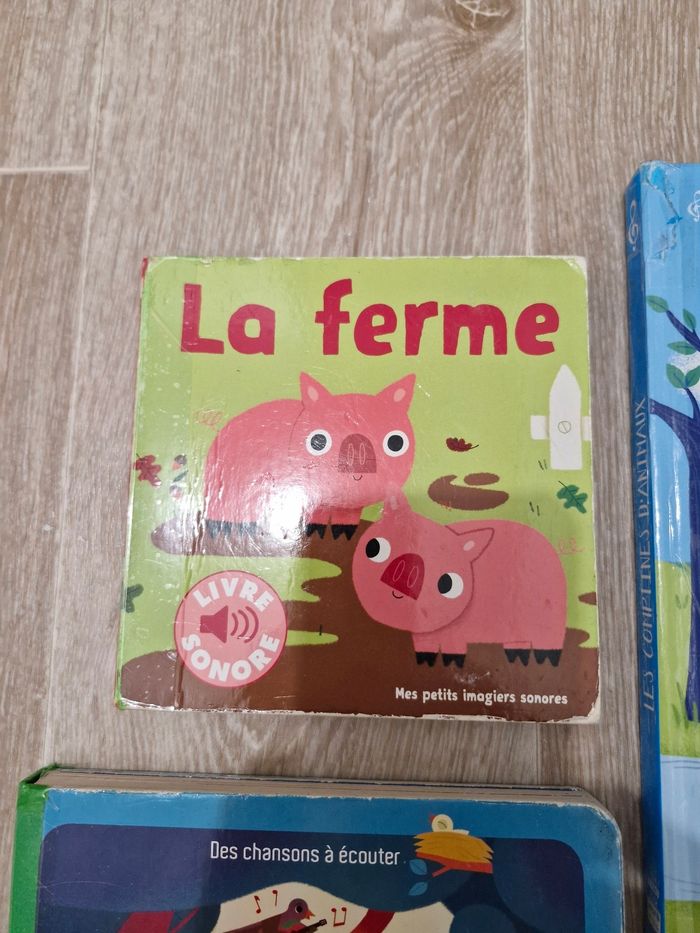 La ferme
LIVRE
SONORE
Mes petits imagiers sonores
LES COMPTINES D'ANIMAUX
Des chansons à écouter